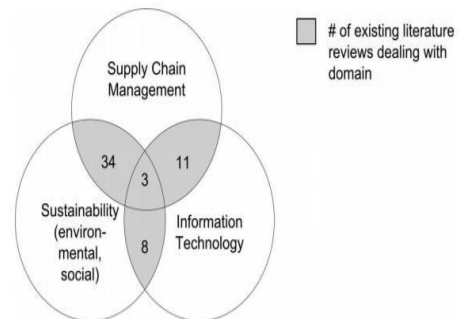 # of existing literature
reviews dealing with
domain
Supply Chain
Management
34
3
11
Sustainability
(environ-
mental,
social)
Information
Technology
8